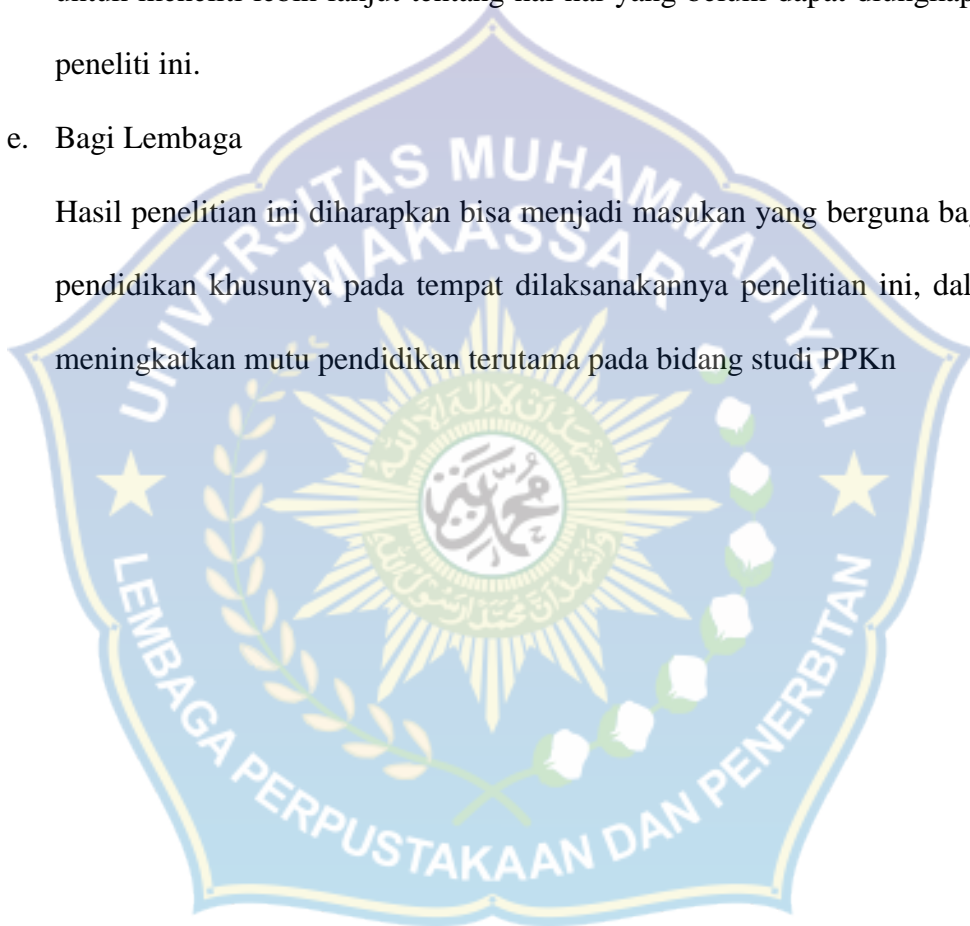 untuk meneliti lebih lanjut tentang hal-hal yang belum dapat diungkap
peneliti ini.
e. Bagi Lembaga
Hasil penelitian ini diharapkan bisa menjadi masukan yang berguna
pendidikan khusunya pada tempat dilaksanakannya penelitian ini,
meningkatkan mutu pendidikan terutama pada bidang studi PPKn
UNIVERSITAS MUHAMMADIYAH
MAKASSAR
LEMBAGA PERPUSTAKAAN DAN PENERBITAN